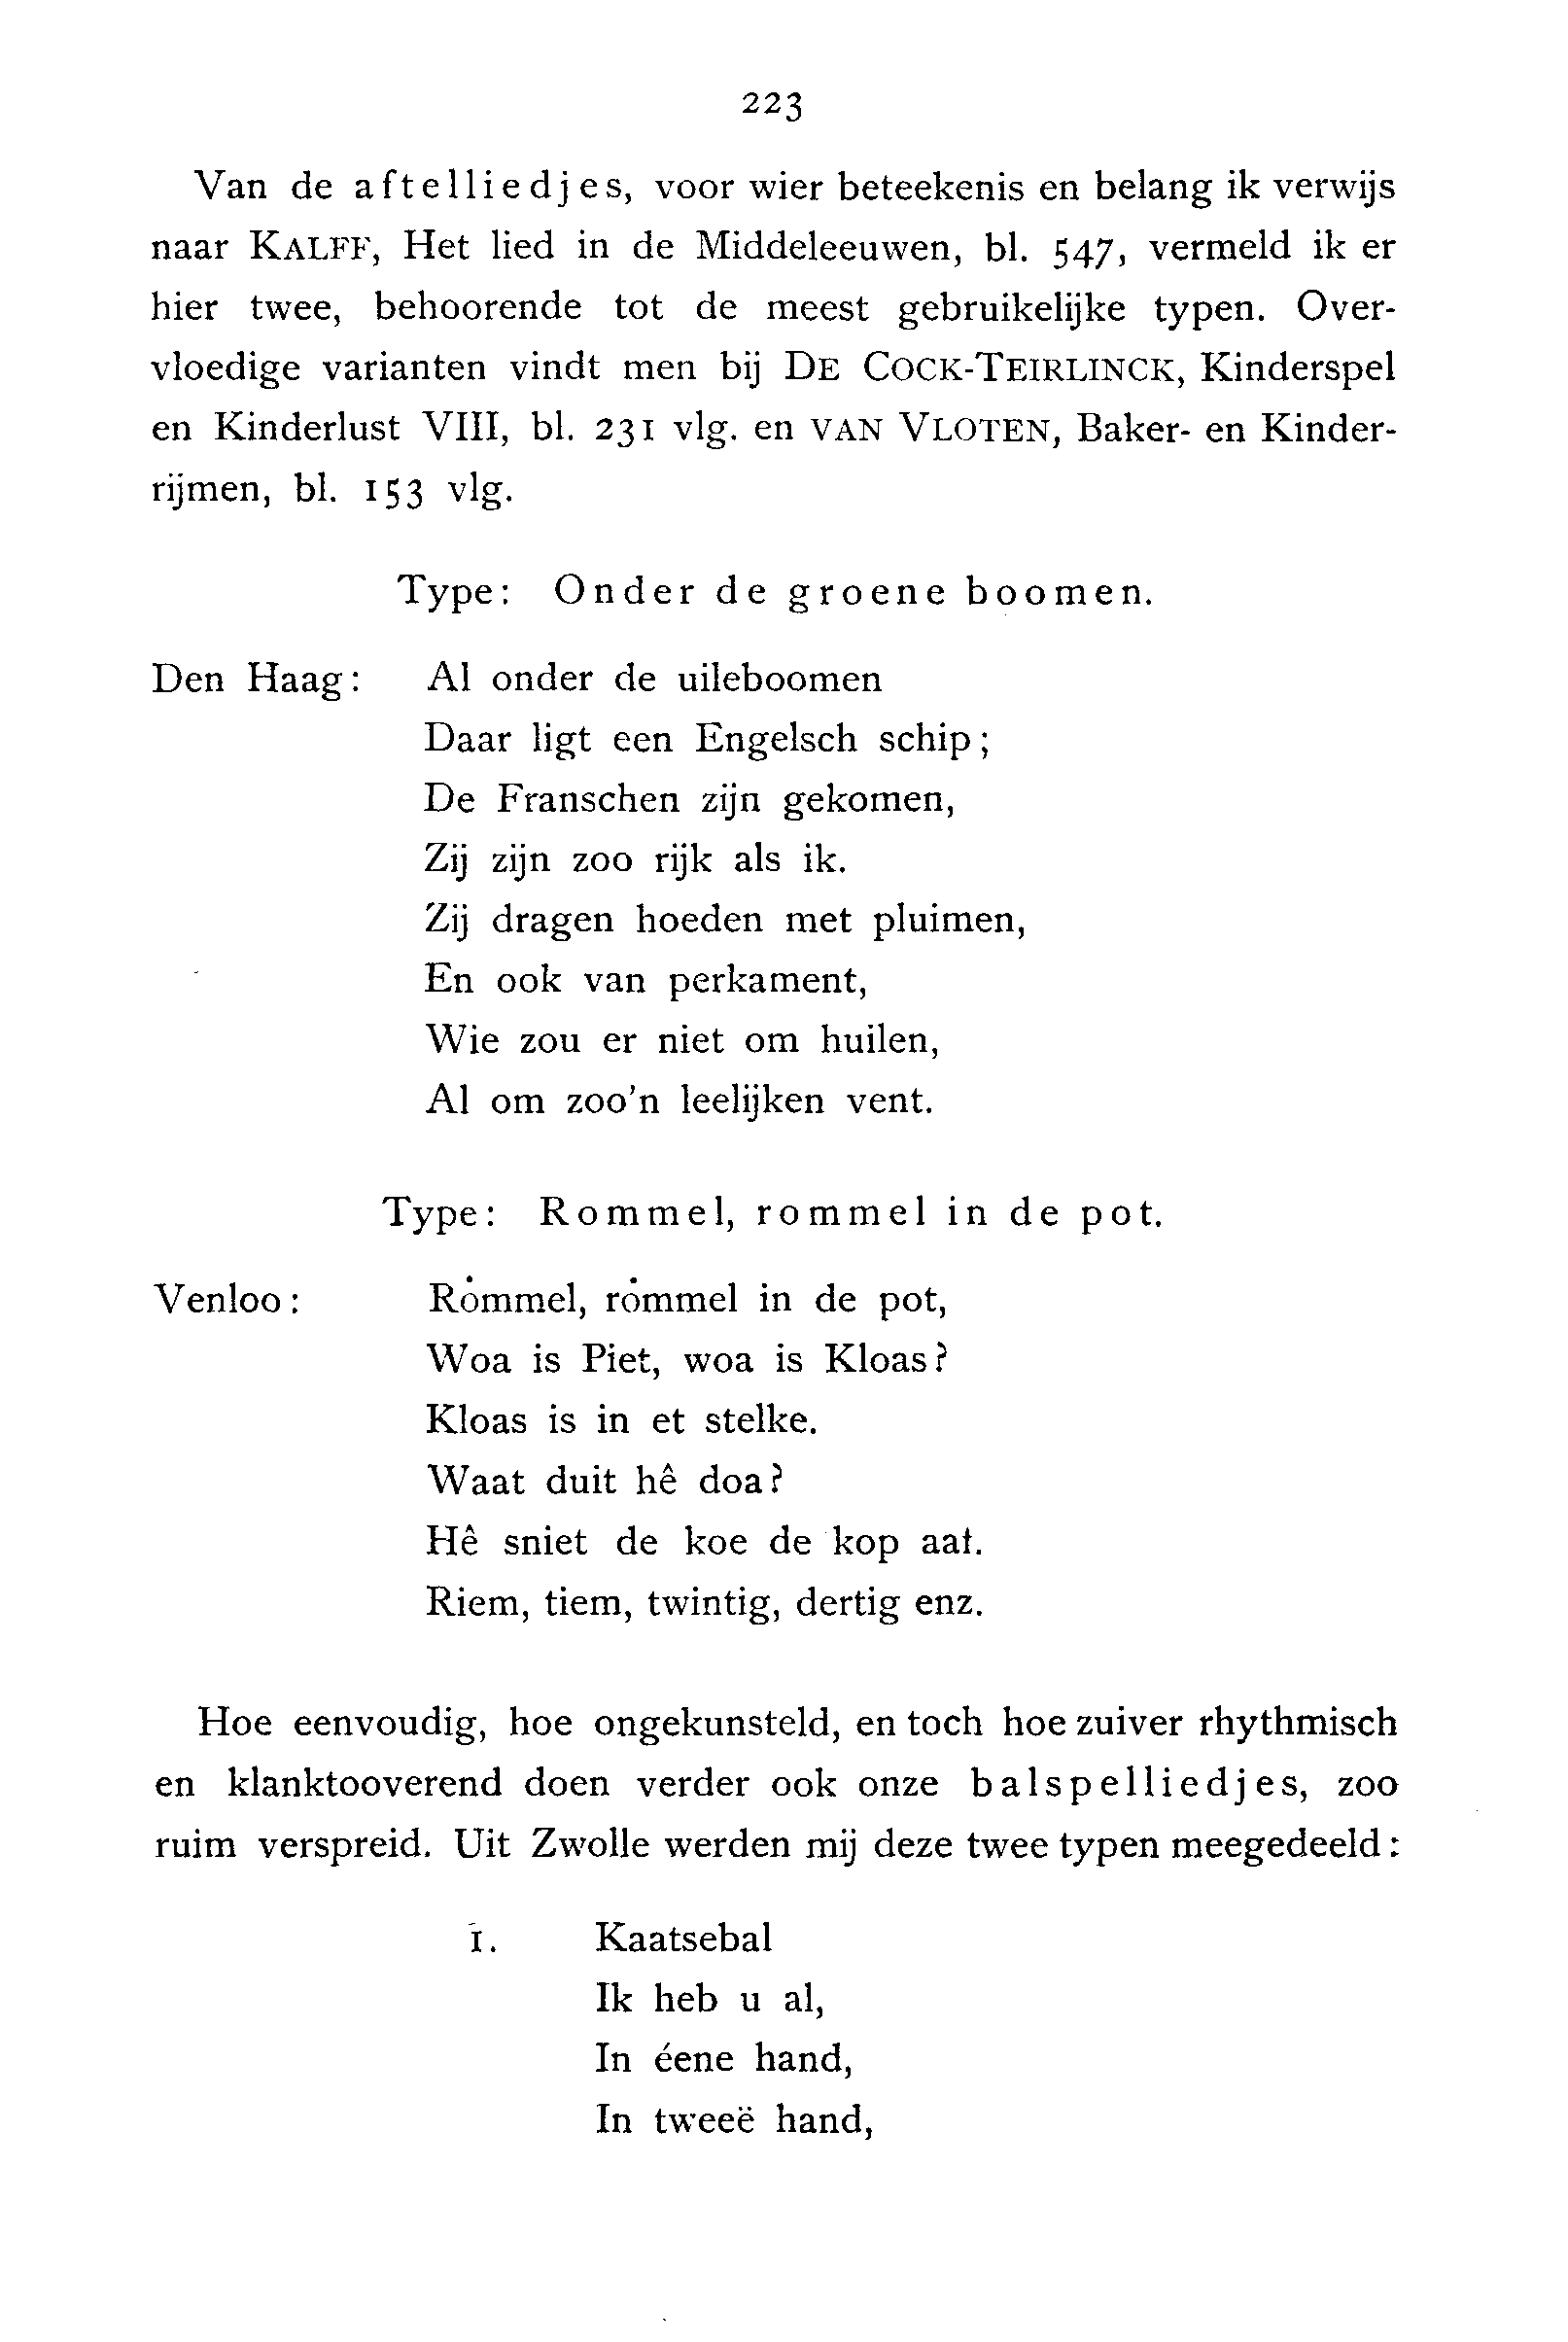 223
Van de aftelliedjes, voor wier beteekenis en belang ik verwijs
naar KALFF, Het lied in de Middeleeuwen, bl. 547, vermeld ik er
hier twee, behoorende tot de meest gebruikelijke typen. Over-
vloedige varianten vindt men bij DE COCK-TEIRLINCK, Kinderspel
en Kinderlust VIII, bl. 231 vlg. en VAN VLOTEN, Baker- en Kinder-
rijmen, bl. 153 vlg.
Type: Onder de groene boomen.
Den Haag: Al onder de uileboomen
Daar ligt een Engelsch schip;
De Franschen zijn gekomen,
Zij zijn zoo rijk als ik.
Zij dragen hoeden met pluimen,
En ook van perkament,
Wie zou er niet om huilen,
Al om zoo'n leelijken vent.
Type: Rommel, rommel in de pot.
Venloo: Rȯmmel, rȯmmel in de pot,
Woa is Piet, woa is Kloas?
Kloas is in et stelke.
Waat duit hê doa?
Hê sniet de koe de kop aaf.
Riem, tiem, twintig, dertig enz.
Hoe eenvoudig, hoe ongekunsteld, en toch hoe zuiver rhythmisch
en klanktooverend doen verder ook onze balspelliedjes, zoo
ruim verspreid. Uit Zwolle werden mij deze twee typen meegedeeld:
1. Kaatsebal
Ik heb u al,
In éene hand,
In tweeë hand,